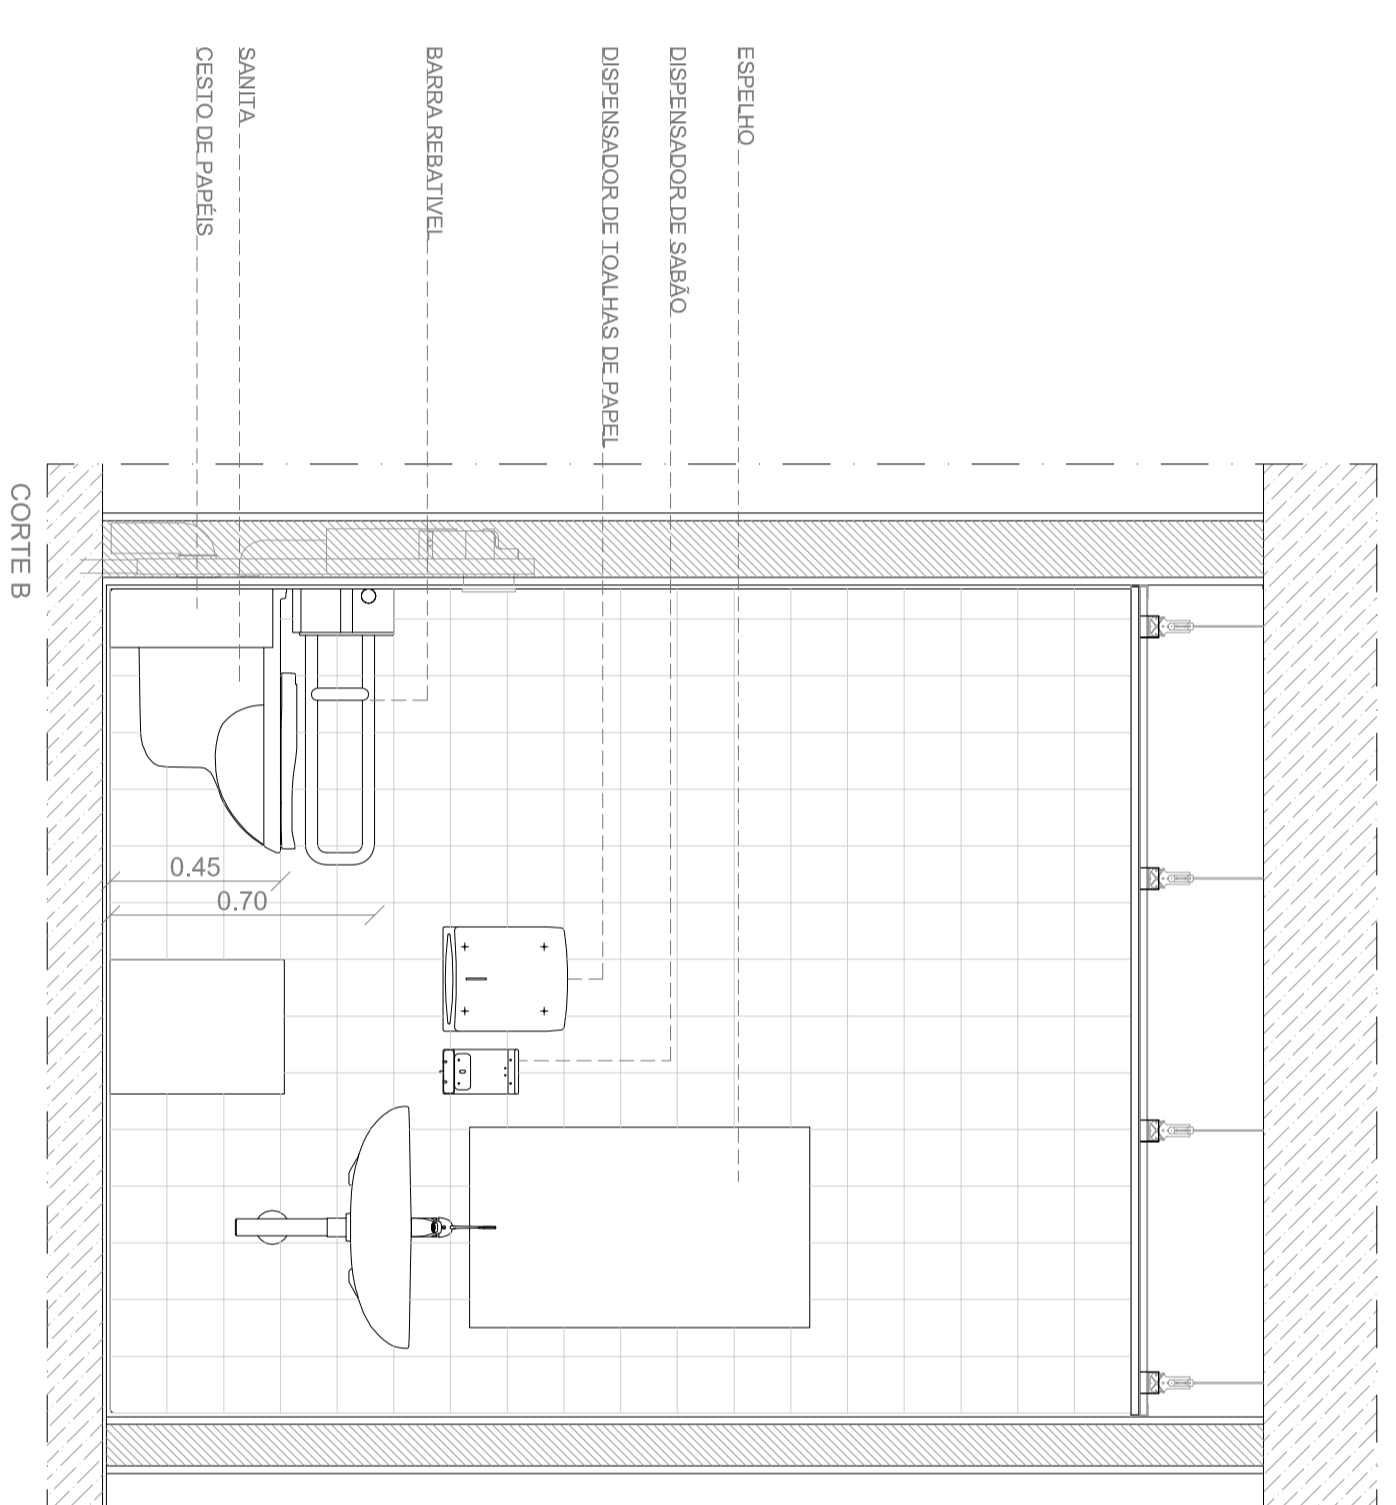 ESPELHO
DISPENSADOR DE SABÃO
DISPENSADOR DE TOALHAS DE PAPEL
BARRA REBATIVEL
SANITA
CESTO DE PAPÉIS
0.45
0.70
CORTE B